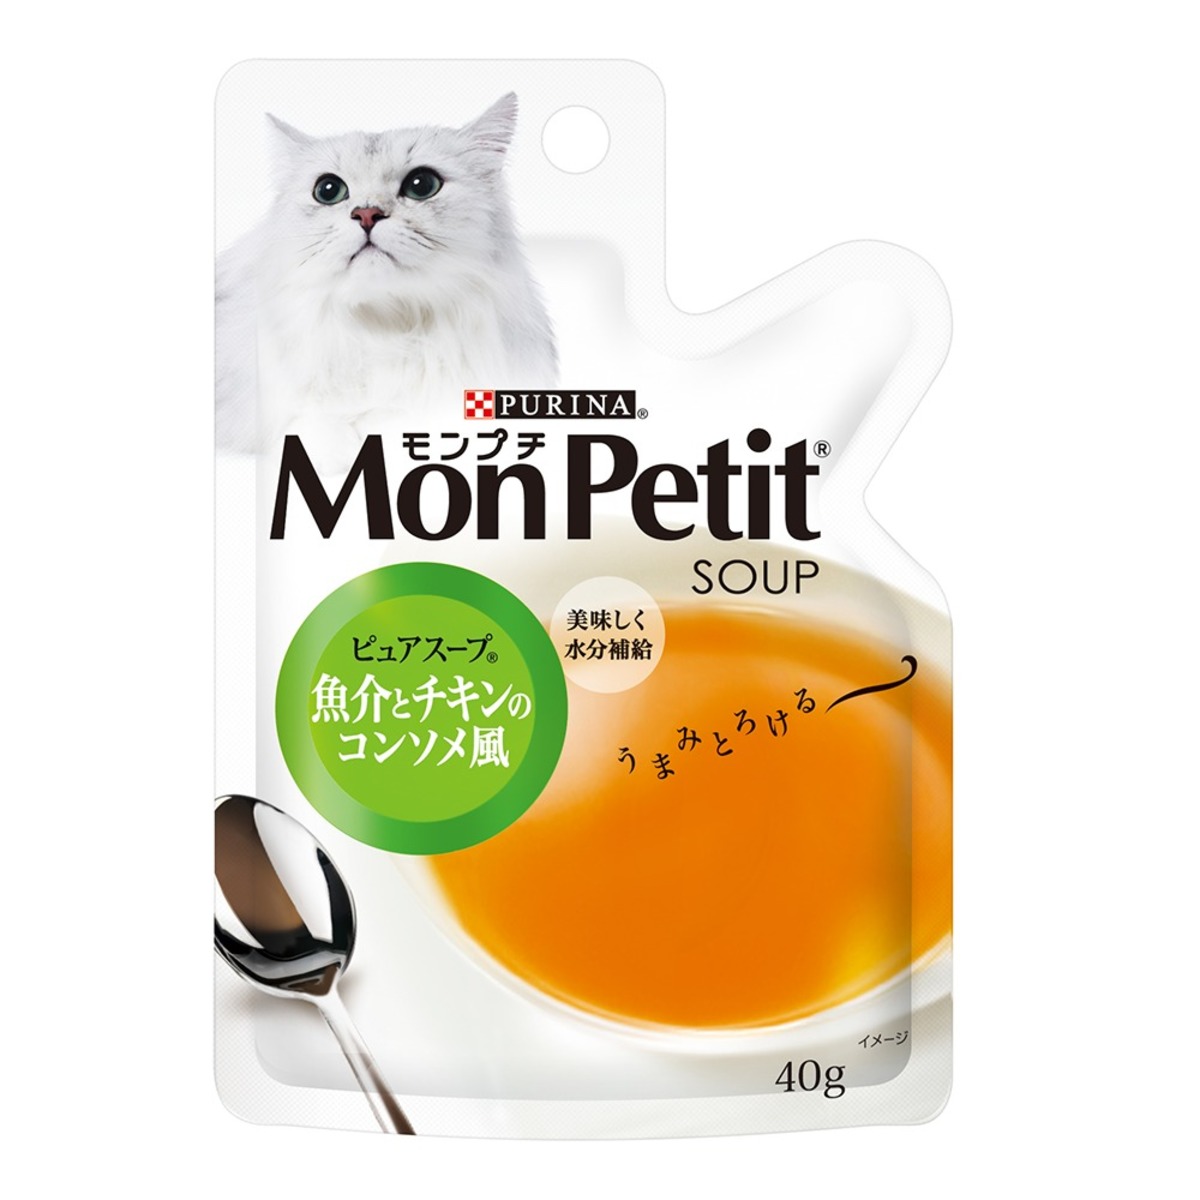 PURINA®
モンプチ
MonPetit®
SOUP
ピュアスープ®
魚介とチキンの
コンソメ風
美味しく
水分補給
うまみとろける
イメージ
40g